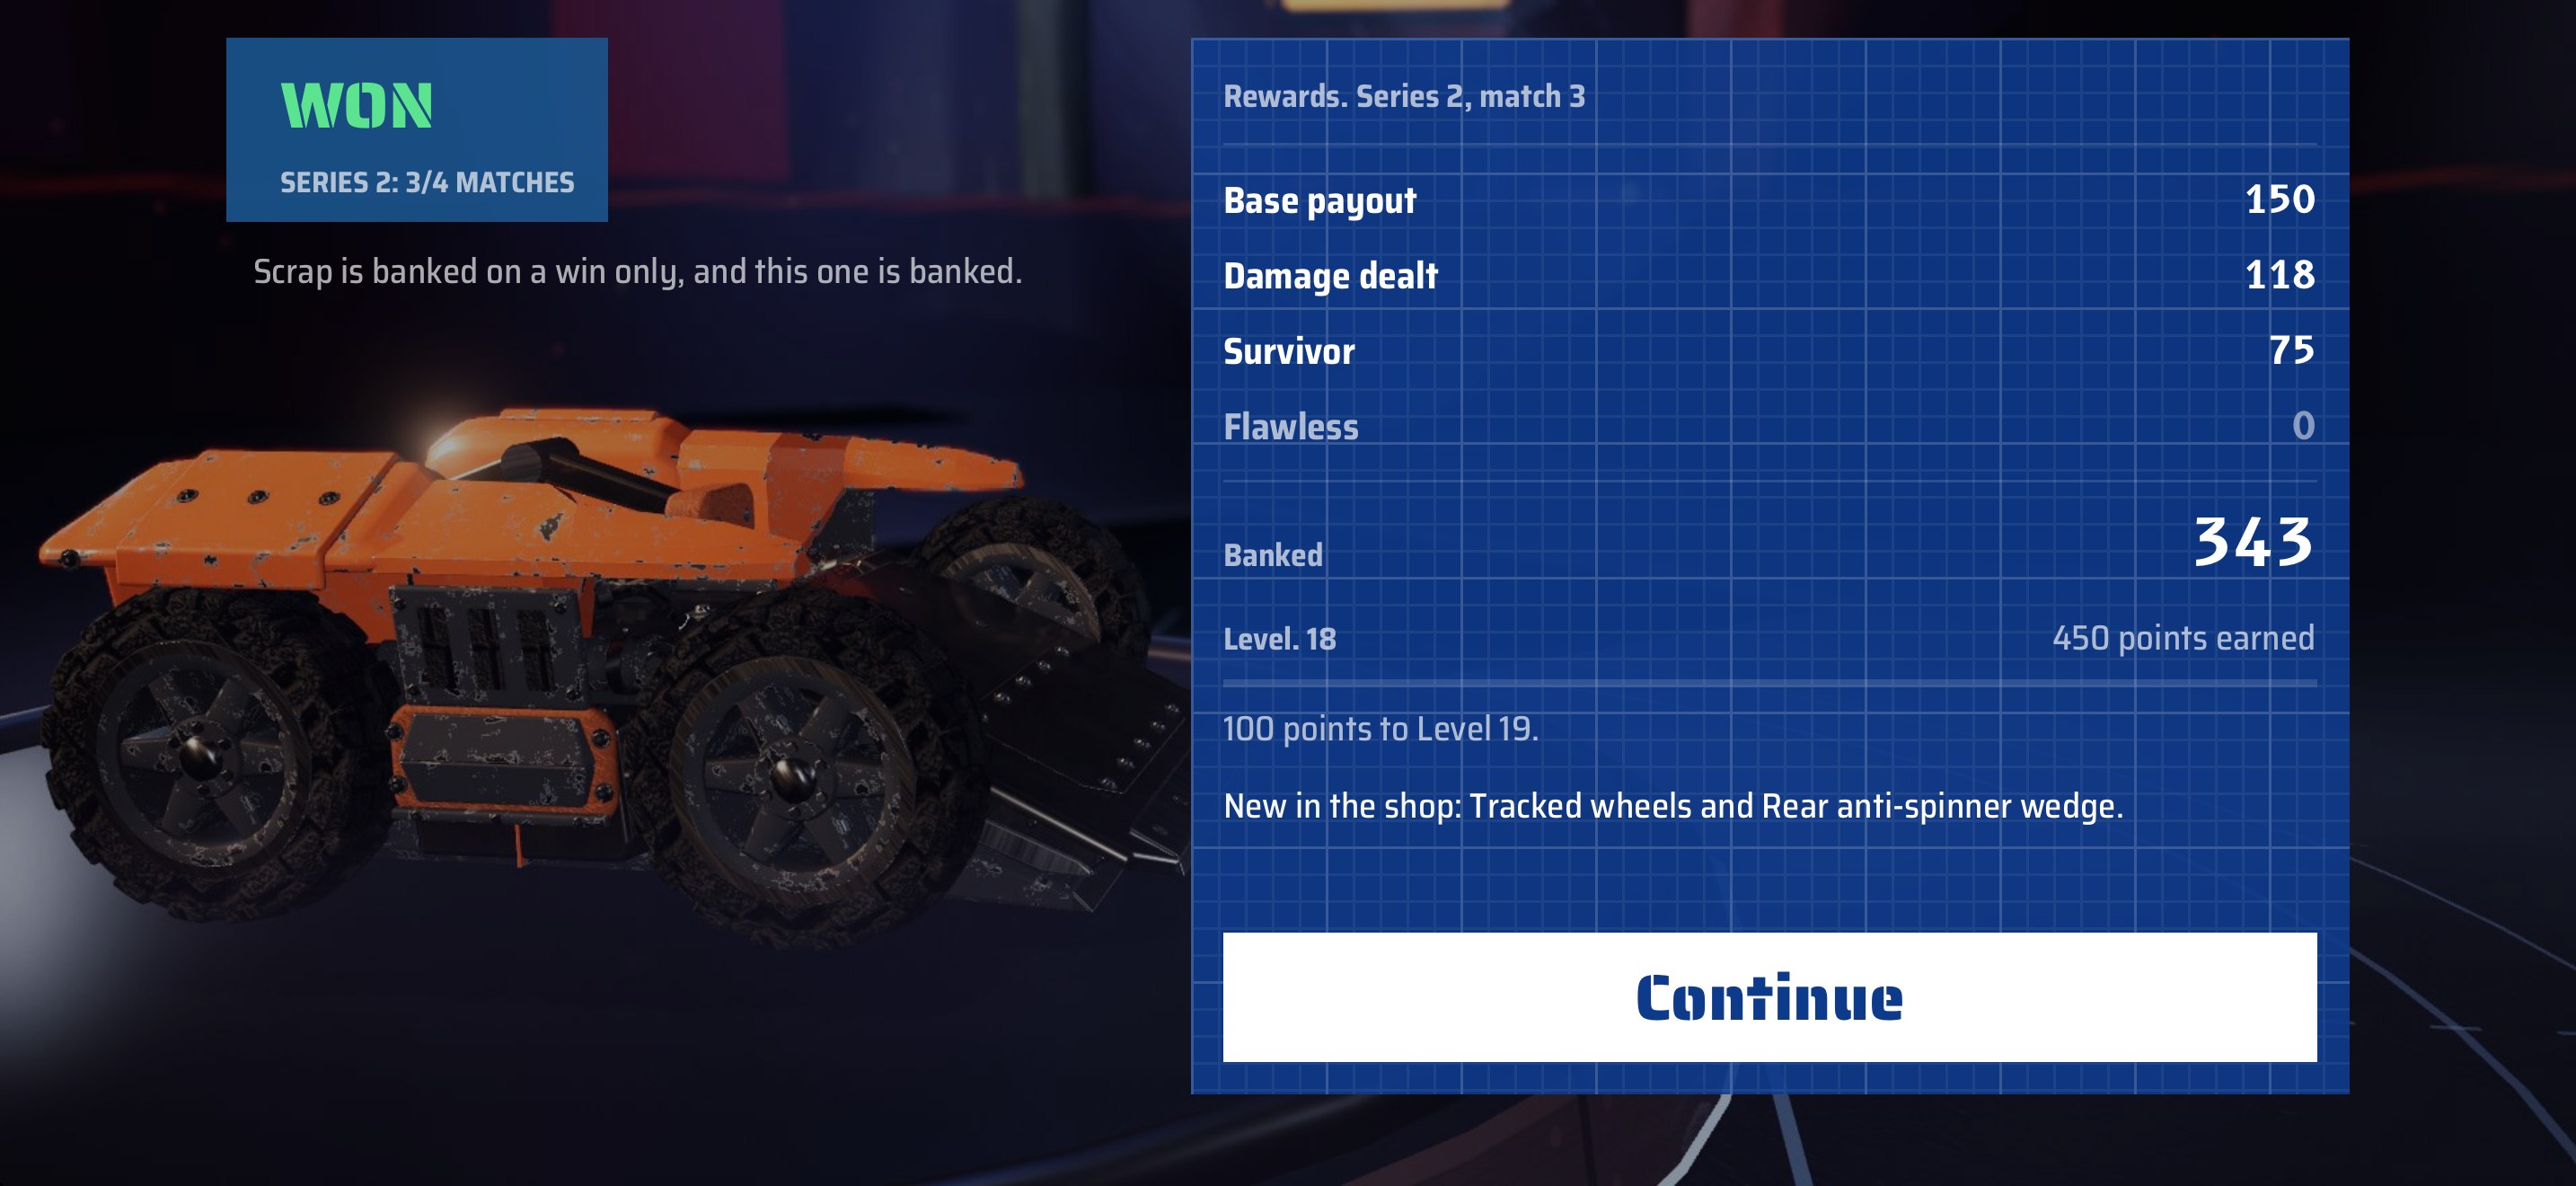 WON
SERIES 2: 3/4 MATCHES
Scrap is banked on a win only, and this one is banked.
Rewards. Series 2, match 3
Base payout 150
Damage dealt 118
Survivor 75
Flawless 0
Banked 343
Level. 18 450 points earned
100 points to Level 19.
New in the shop: Tracked wheels and Rear anti-spinner wedge.
Continue